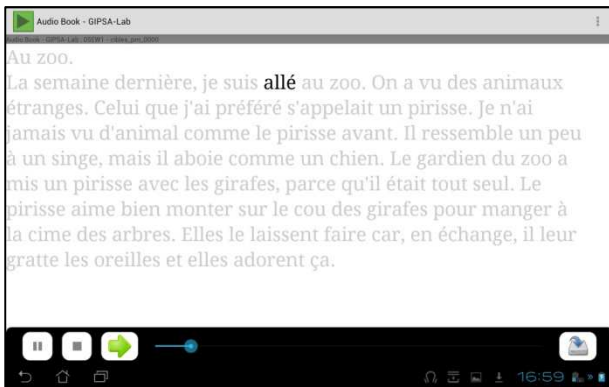 Audio Book - GIPSA-Lab
Audio Book - GIPSA-Lab
Au zoo.
La semaine dernière, je suis allé au zoo. On a vu des animaux
étranges. Celui que j'ai préféré s'appelait un pirisse. Je n'ai
jamais vu d'animal comme le pirisse avant. Il ressemble un peu
à un singe, mais il aboie comme un chien. Le gardien du zoo a
mis un pirisse avec les girafes, parce qu'il était tout seul. Le
pirisse aime bien monter sur le cou des girafes pour manger à
la cime des arbres. Elles le laissent faire car, en échange, il leur
gratte les oreilles et elles adorent ça.
16:59